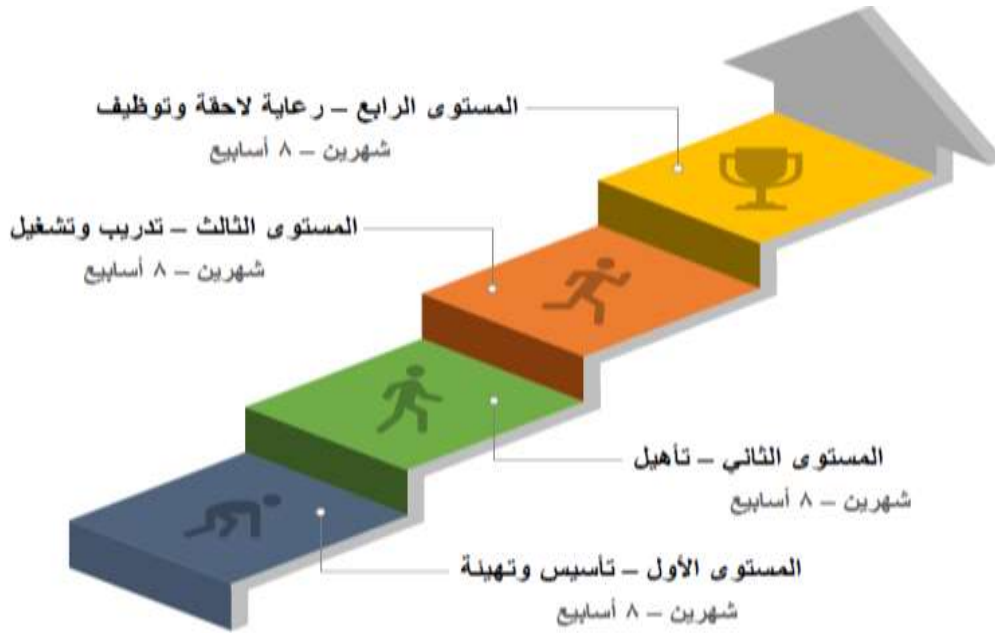 المستوى الرابع – رعاية لاحقة وتوظيف
شهرين – ٨ أسابيع
المستوى الثالث – تدريب وتشغيل
شهرين – ٨ أسابيع
المستوى الثاني – تأهيل
شهرين – ٨ أسابيع
المستوى الأول – تأسيس وتهيئة
شهرين – ٨ أسابيع